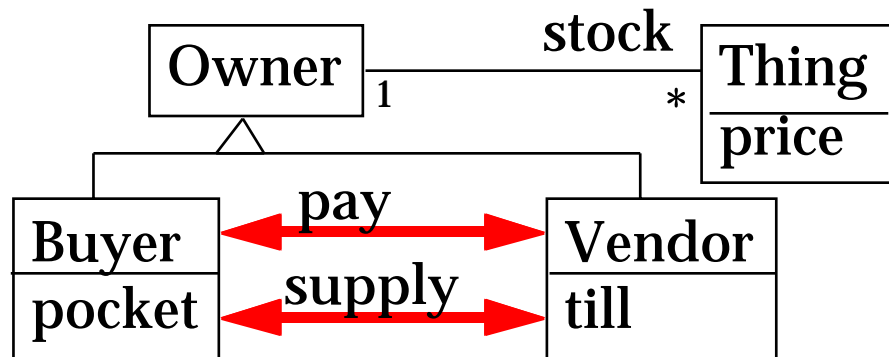 stock
Owner
Thing
1
*
price
pay
Buyer
Vendor
supply
pocket
till